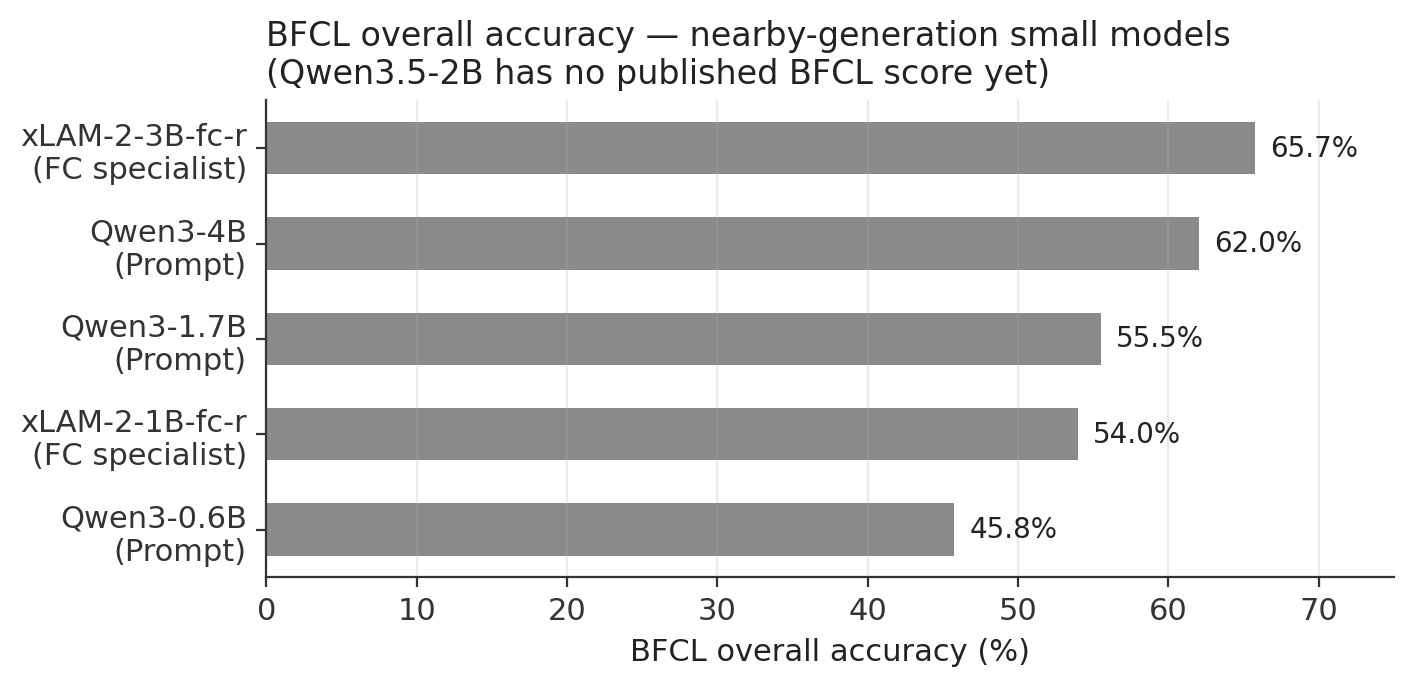 BFCL overall accuracy — nearby-generation small models
(Qwen3.5-2B has no published BFCL score yet)
xLAM-2-3B-fc-r
(FC specialist)
65.7%
Qwen3-4B
(Prompt)
62.0%
Qwen3-1.7B
(Prompt)
55.5%
xLAM-2-1B-fc-r
(FC specialist)
54.0%
Qwen3-0.6B
(Prompt)
45.8%
0 10 20 30 40 50 60 70
BFCL overall accuracy (%)